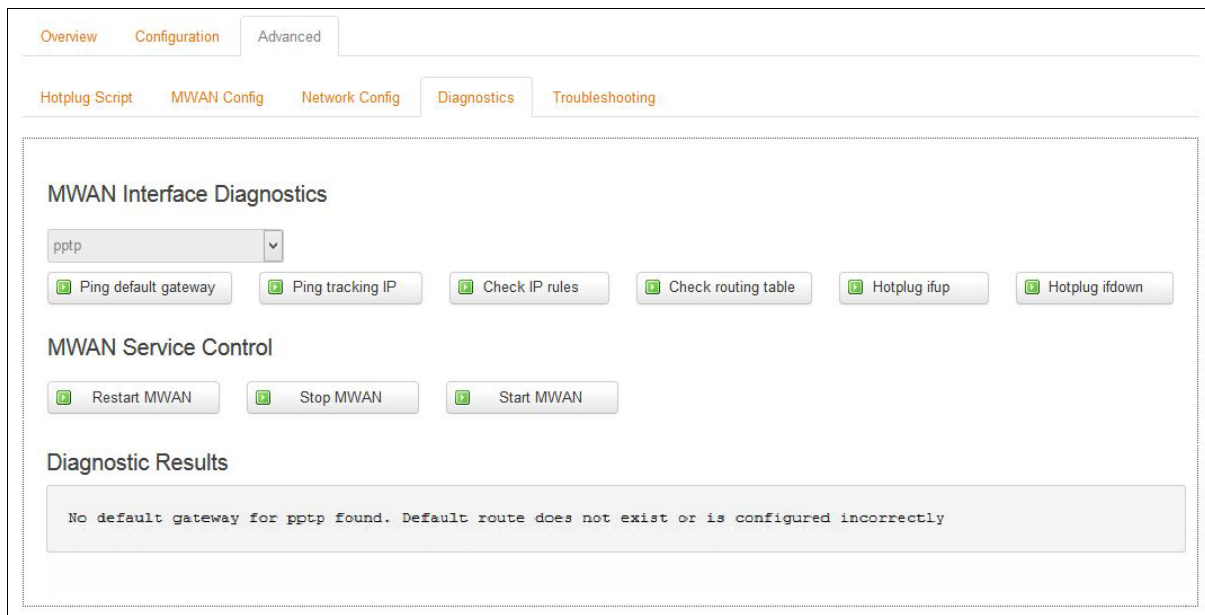 Overview Configuration Advanced
Hotplug Script MWAN Config Network Config Diagnostics Troubleshooting
MWAN Interface Diagnostics
pptp
Ping default gateway Ping tracking IP Check IP rules Check routing table Hotplug ifup Hotplug ifdown
MWAN Service Control
Restart MWAN Stop MWAN Start MWAN
Diagnostic Results
No default gateway for pptp found. Default route does not exist or is configured incorrectly